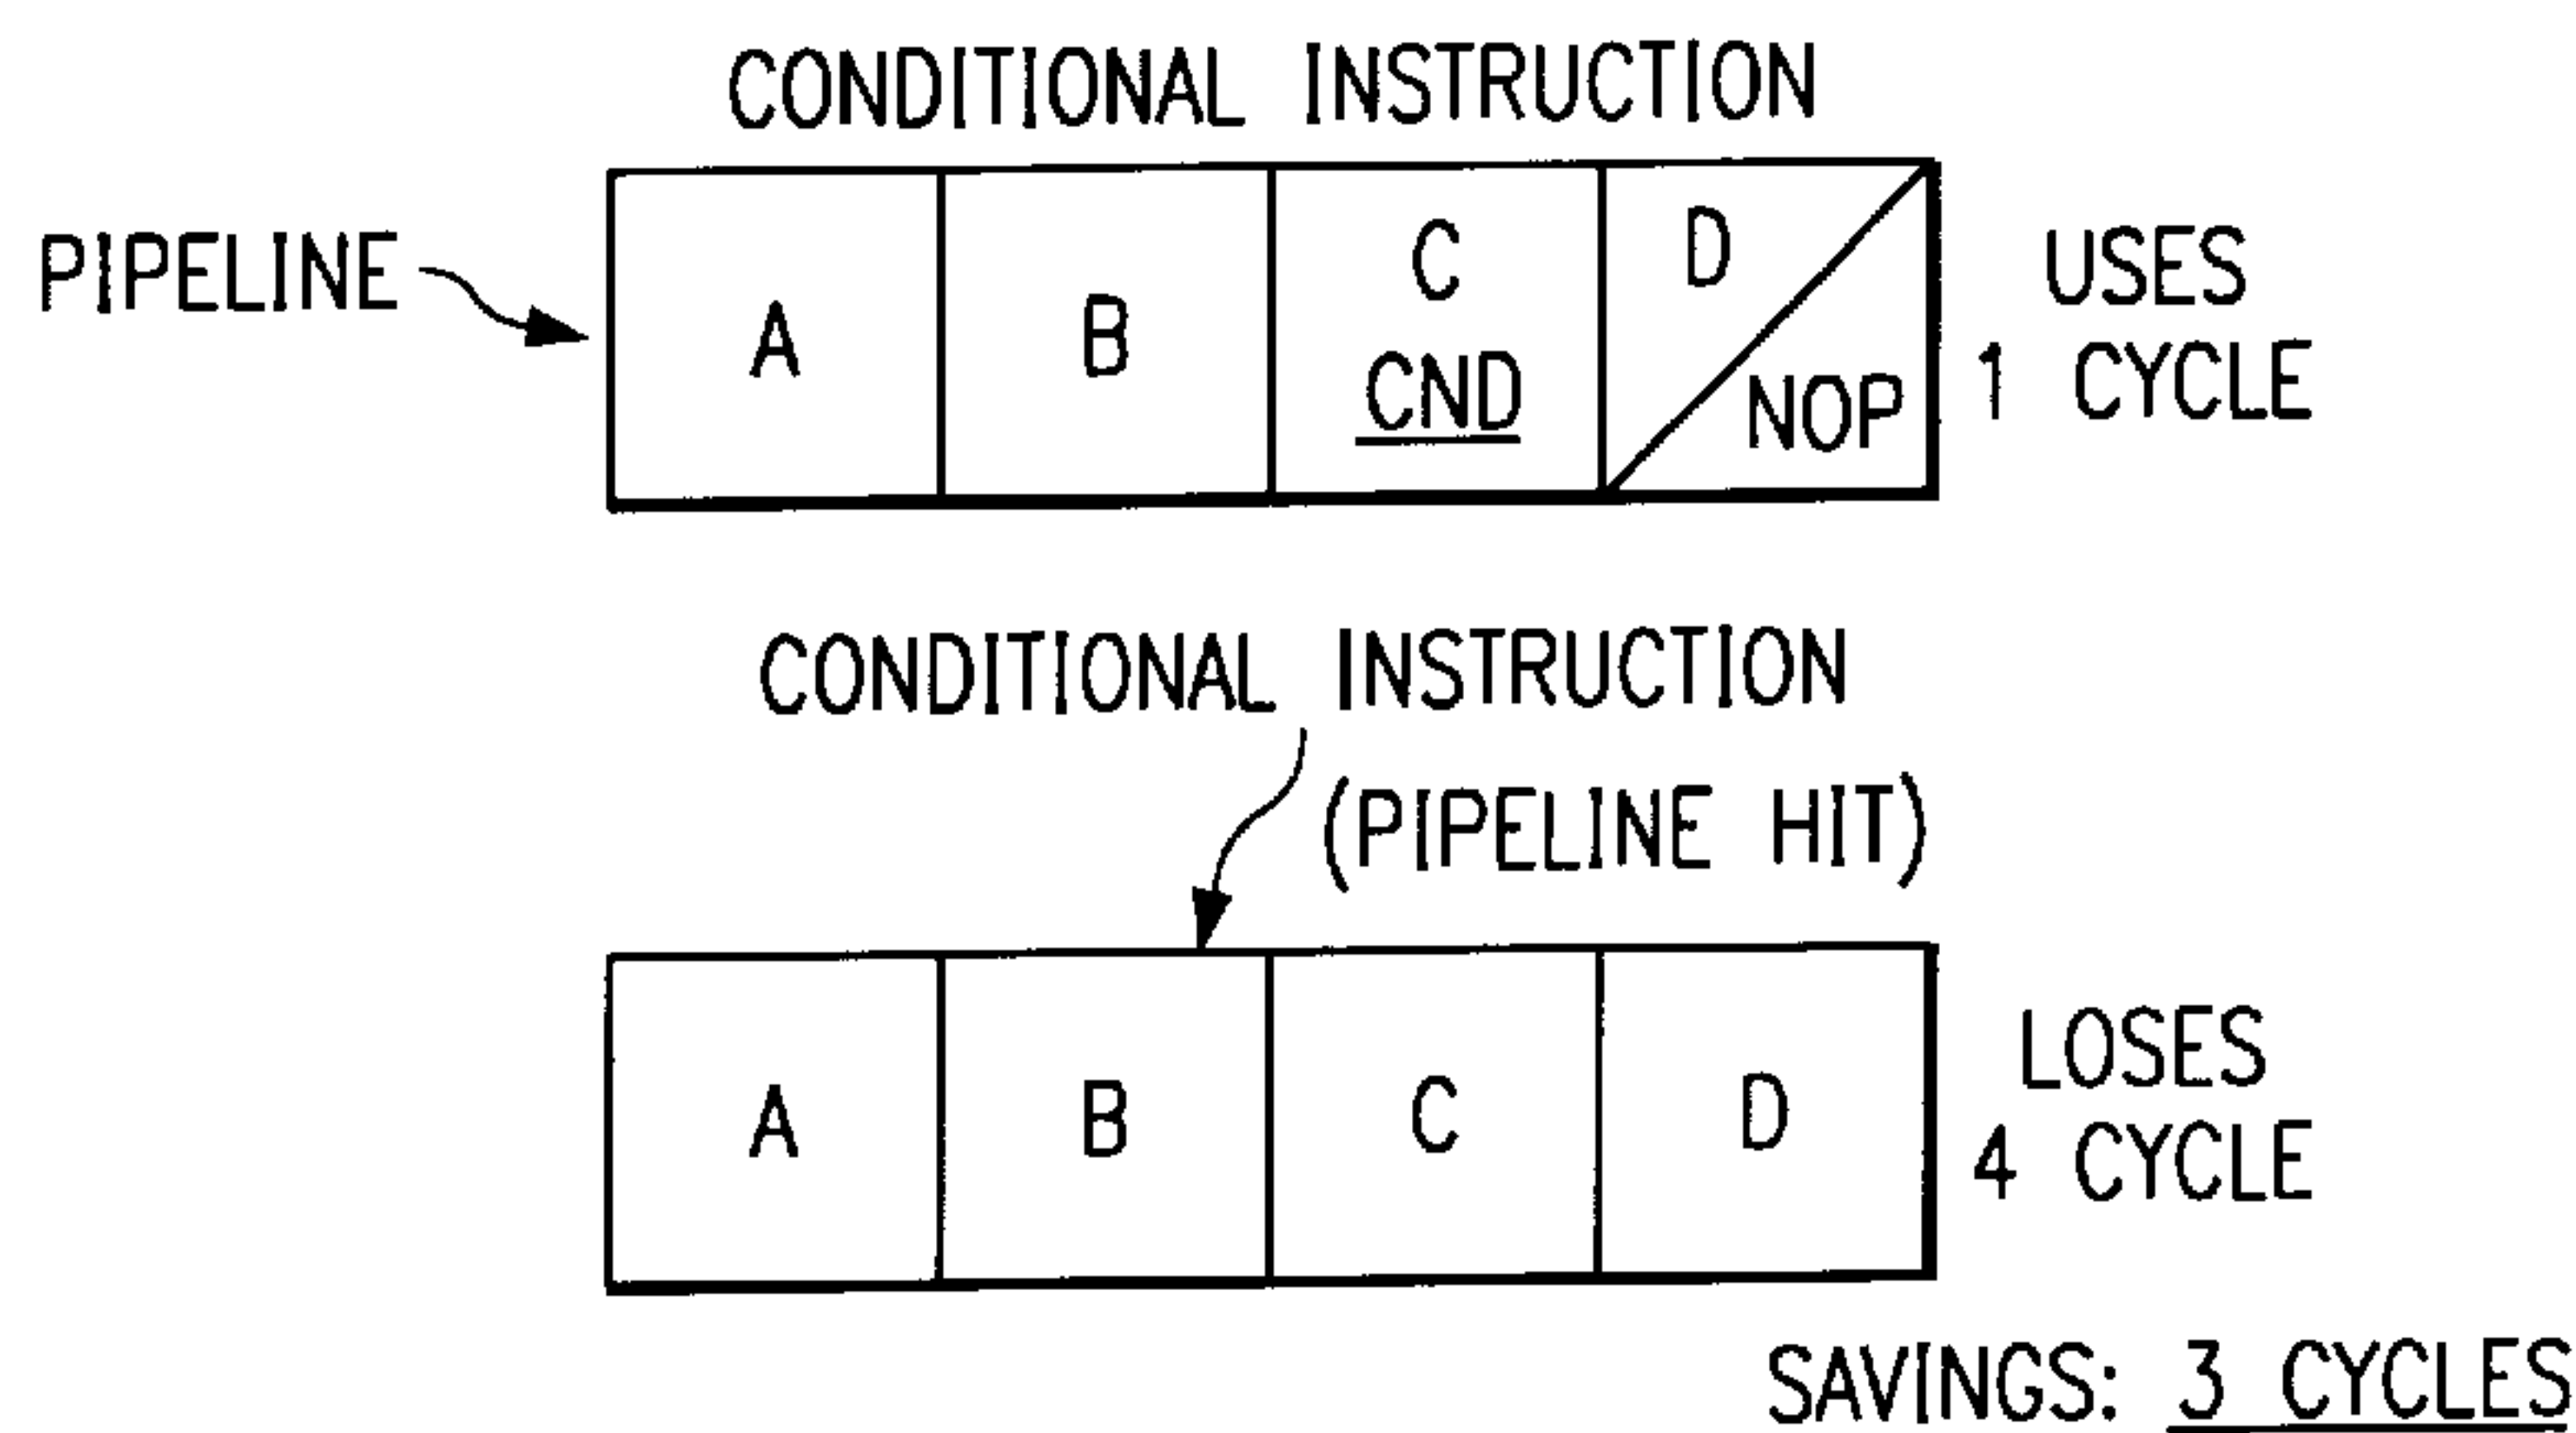 CONDITIONAL INSTRUCTION
PIPELINE
A
B
C
CND
D
NOP
USES
1 CYCLE
CONDITIONAL INSTRUCTION
(PIPELINE HIT)
A
B
C
D
LOSES
4 CYCLE
SAVINGS: 3 CYCLES